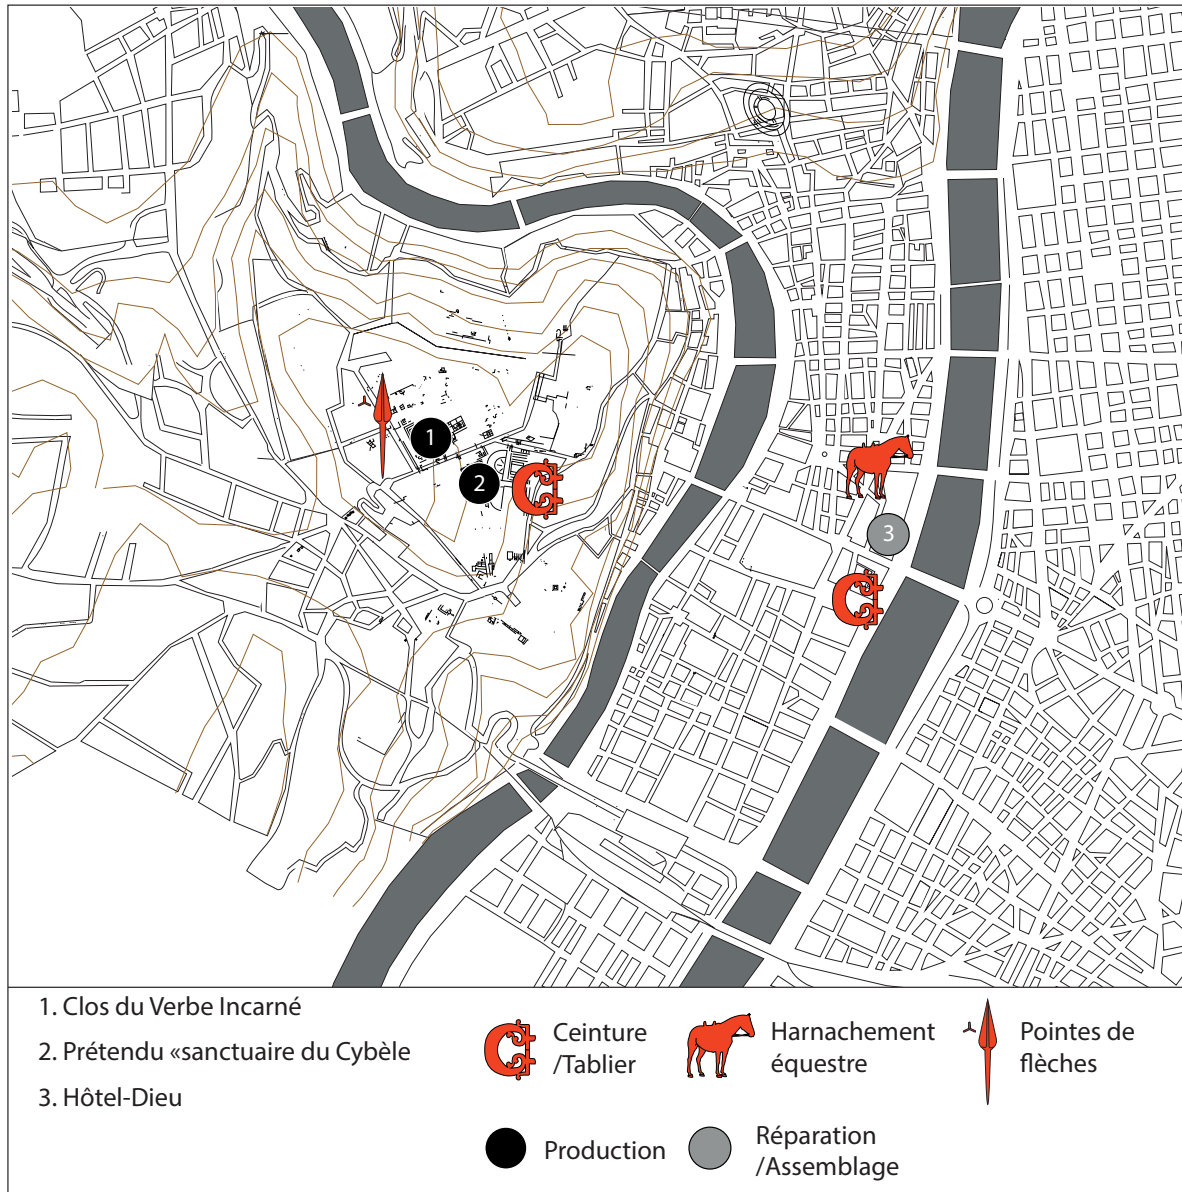 1
2
3
1. Clos du Verbe Incarné
2. Prétendu «sanctuaire du Cybèle
3. Hôtel-Dieu
Ceinture
/Tablier
Harnachement
équestre
Pointes de
flèches
Production
Réparation
/Assemblage